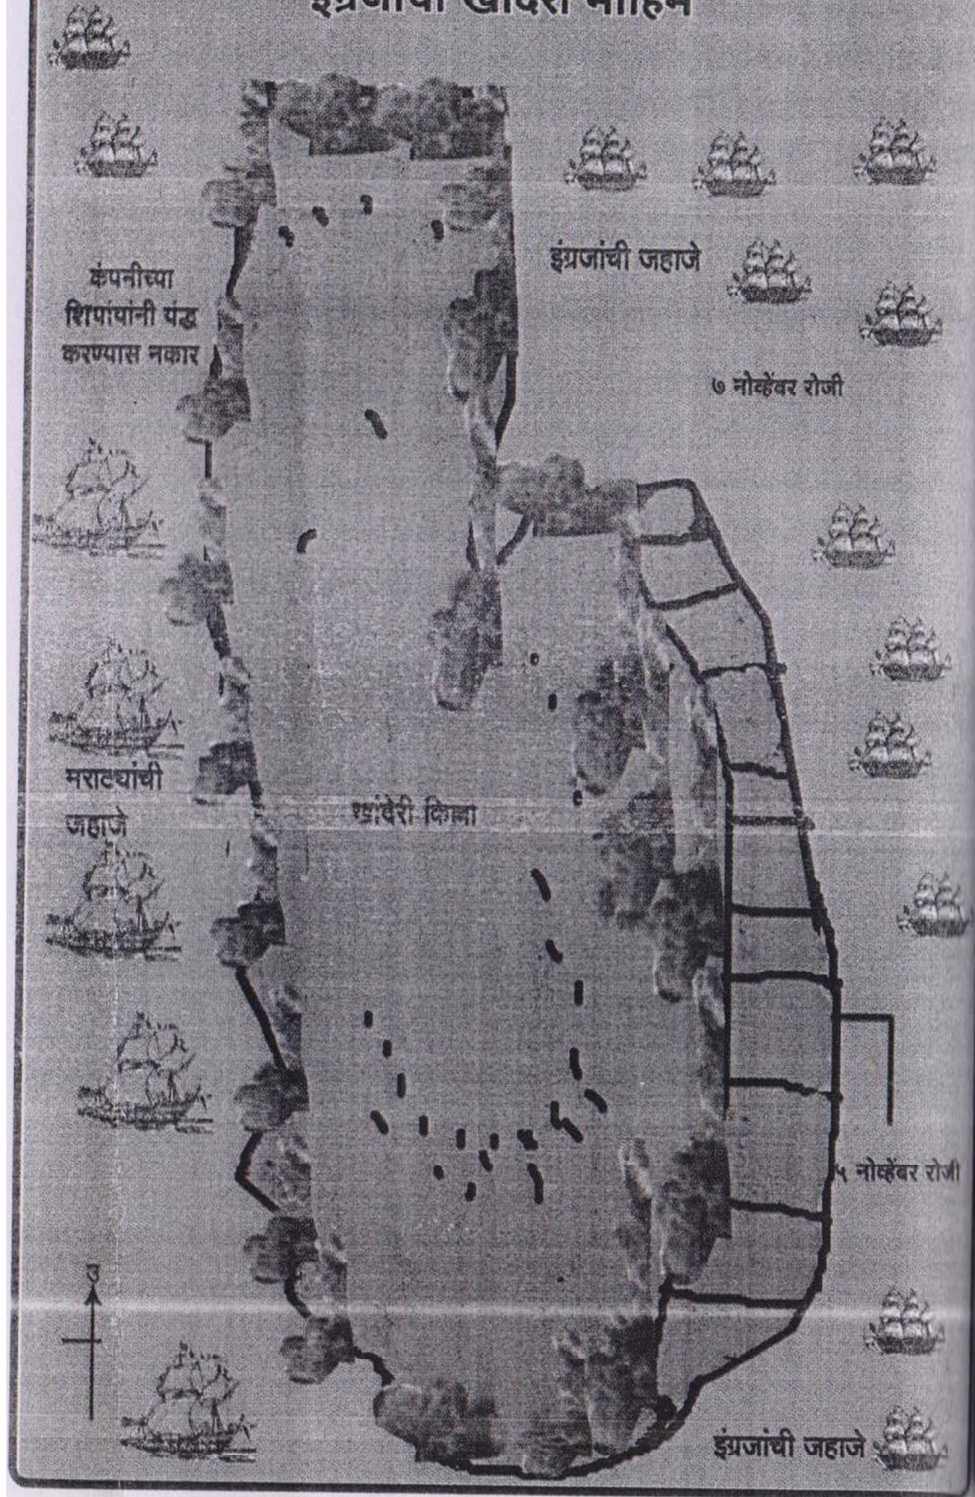 इंग्रजांची खांदेरी मोहिम
इंग्रजांची जहाजे
कंपनीच्या
शिपांयांनी पंद्ध
करण्यास नकार
७ नोव्हेंबर रोजी
मराठ्यांची
जहाजे
खांदेरी किल्ला
५ नोव्हेंबर रोजी
उ
इंग्रजांची जहाजे